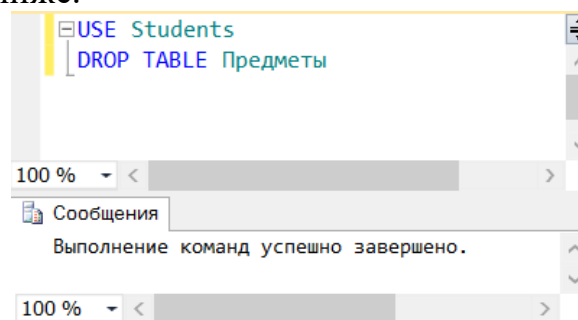 USE Students
DROP TABLE Предметы
100 %
Сообщения
Выполнение команд успешно завершено.
100 %